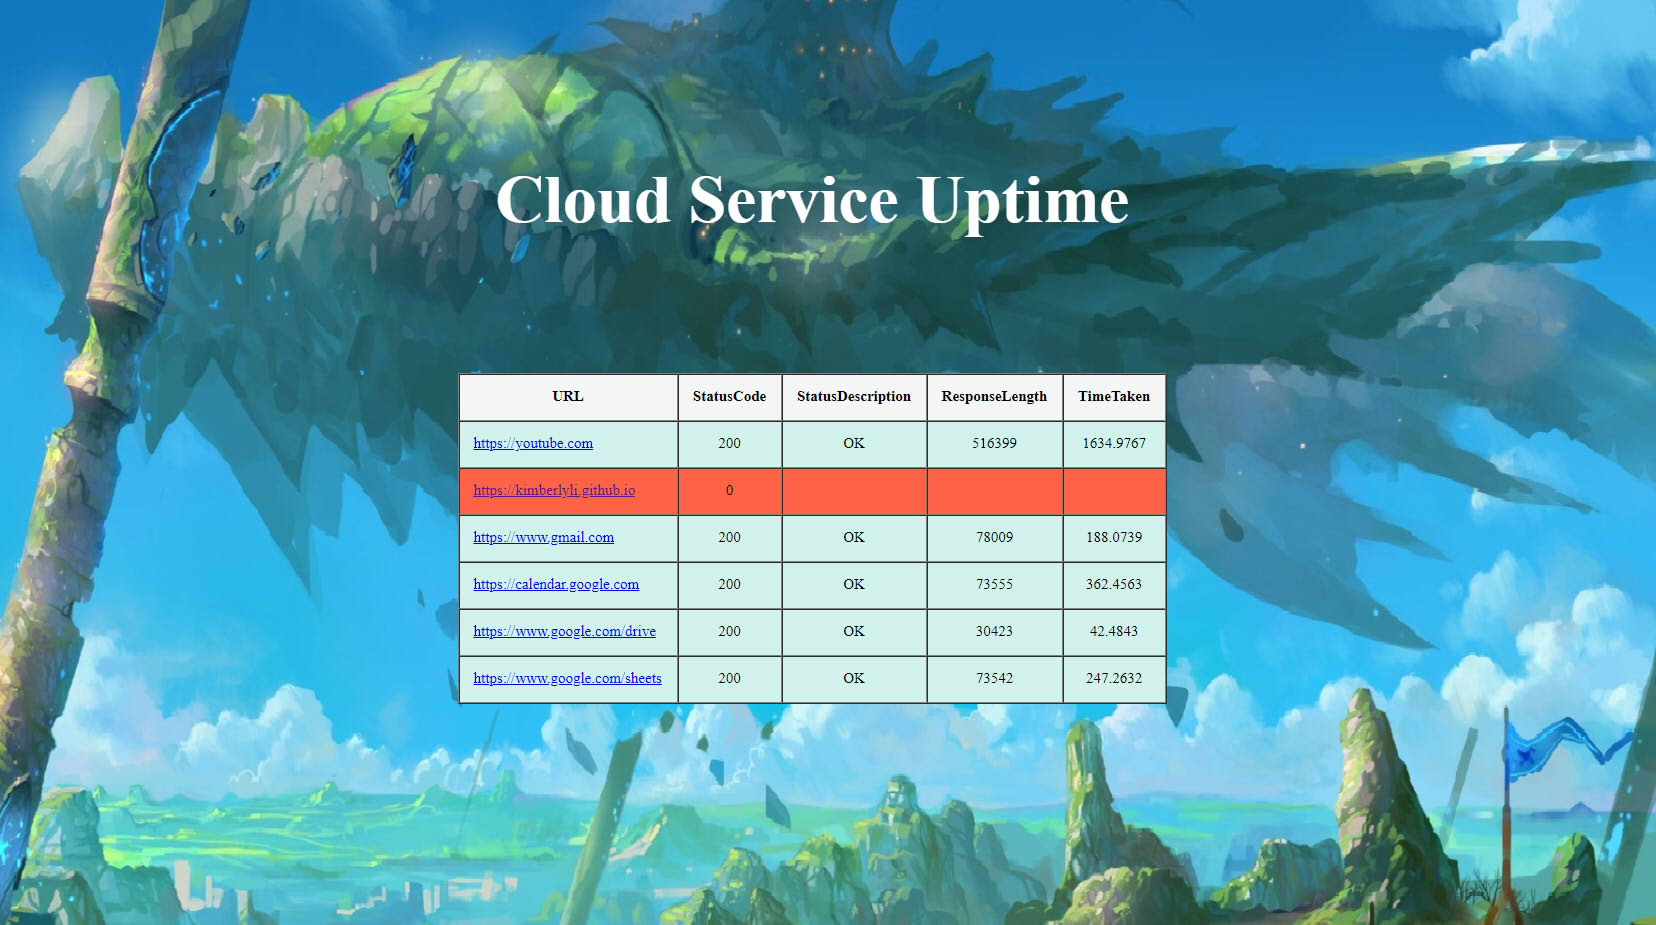 Cloud Service Uptime
URL StatusCode StatusDescription ResponseLength TimeTaken
https://youtube.com 200 OK 516399 1634.9767
https://kimberlyli.github.io 0
https://www.gmail.com 200 OK 78009 188.0739
https://calendar.google.com 200 OK 73555 362.4563
https://www.google.com/drive 200 OK 30423 42.4843
https://www.google.com/sheets 200 OK 73542 247.2632